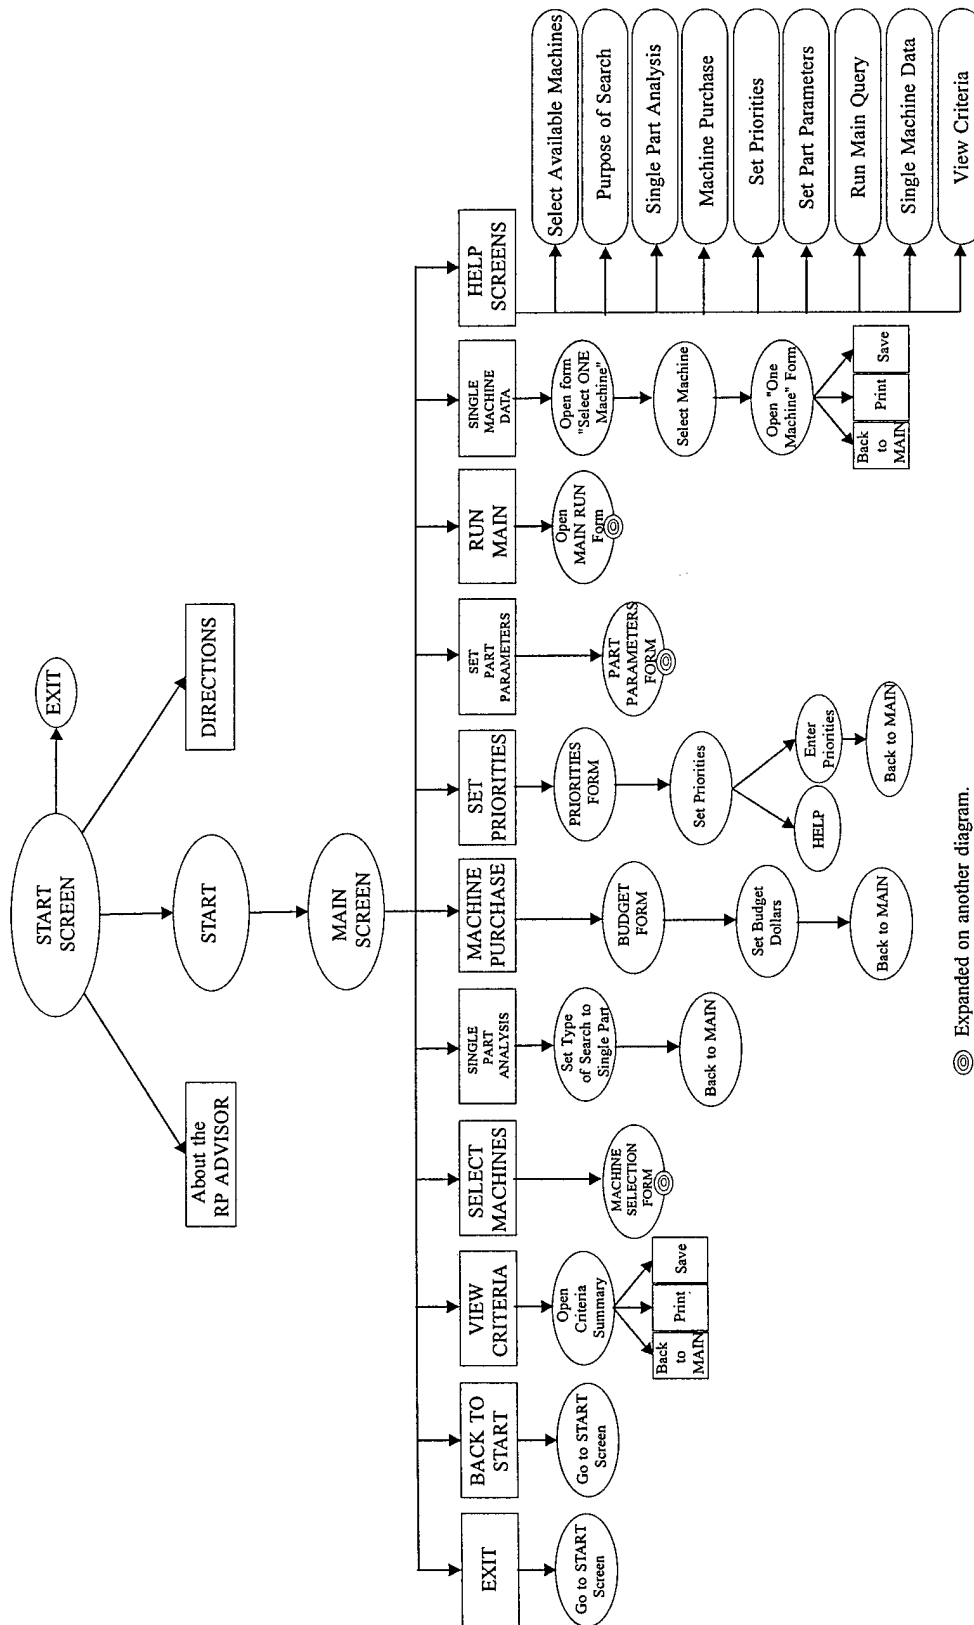 START
SCREEN
EXIT
About the
RP ADVISOR
START
DIRECTIONS
MAIN
SCREEN
EXIT
Go to START
Screen
BACK TO
START
Go to START
Screen
VIEW
CRITERIA
Open
Criteria
Summary
Back
to
MAIN
Print
Save
SELECT
MACHINES
MACHINE
SELECTION
FORM
SINGLE
PART
ANALYSIS
Set Type
of Search to
Single Part
Back to MAIN
MACHINE
PURCHASE
BUDGET
FORM
Set Budget
Dollars
Back to MAIN
SET
PRIORITIES
PRIORITIES
FORM
Set Priorities
HELP
Enter
Priorities
Back to MAIN
SET
PART
PARAMETERS
PART
PARAMETERS
FORM
RUN
MAIN
Open
MAIN RUN
Form
SINGLE
MACHINE
DATA
Open form
"Select ONE
Machine"
Select Machine
Open "One
Machine" Form
Back
to
MAIN
Print
Save
HELP
SCREENS
Select Available Machines
Purpose of Search
Single Part Analysis
Machine Purchase
Set Priorities
Set Part Parameters
Run Main Query
Single Machine Data
View Criteria
Expanded on another diagram.